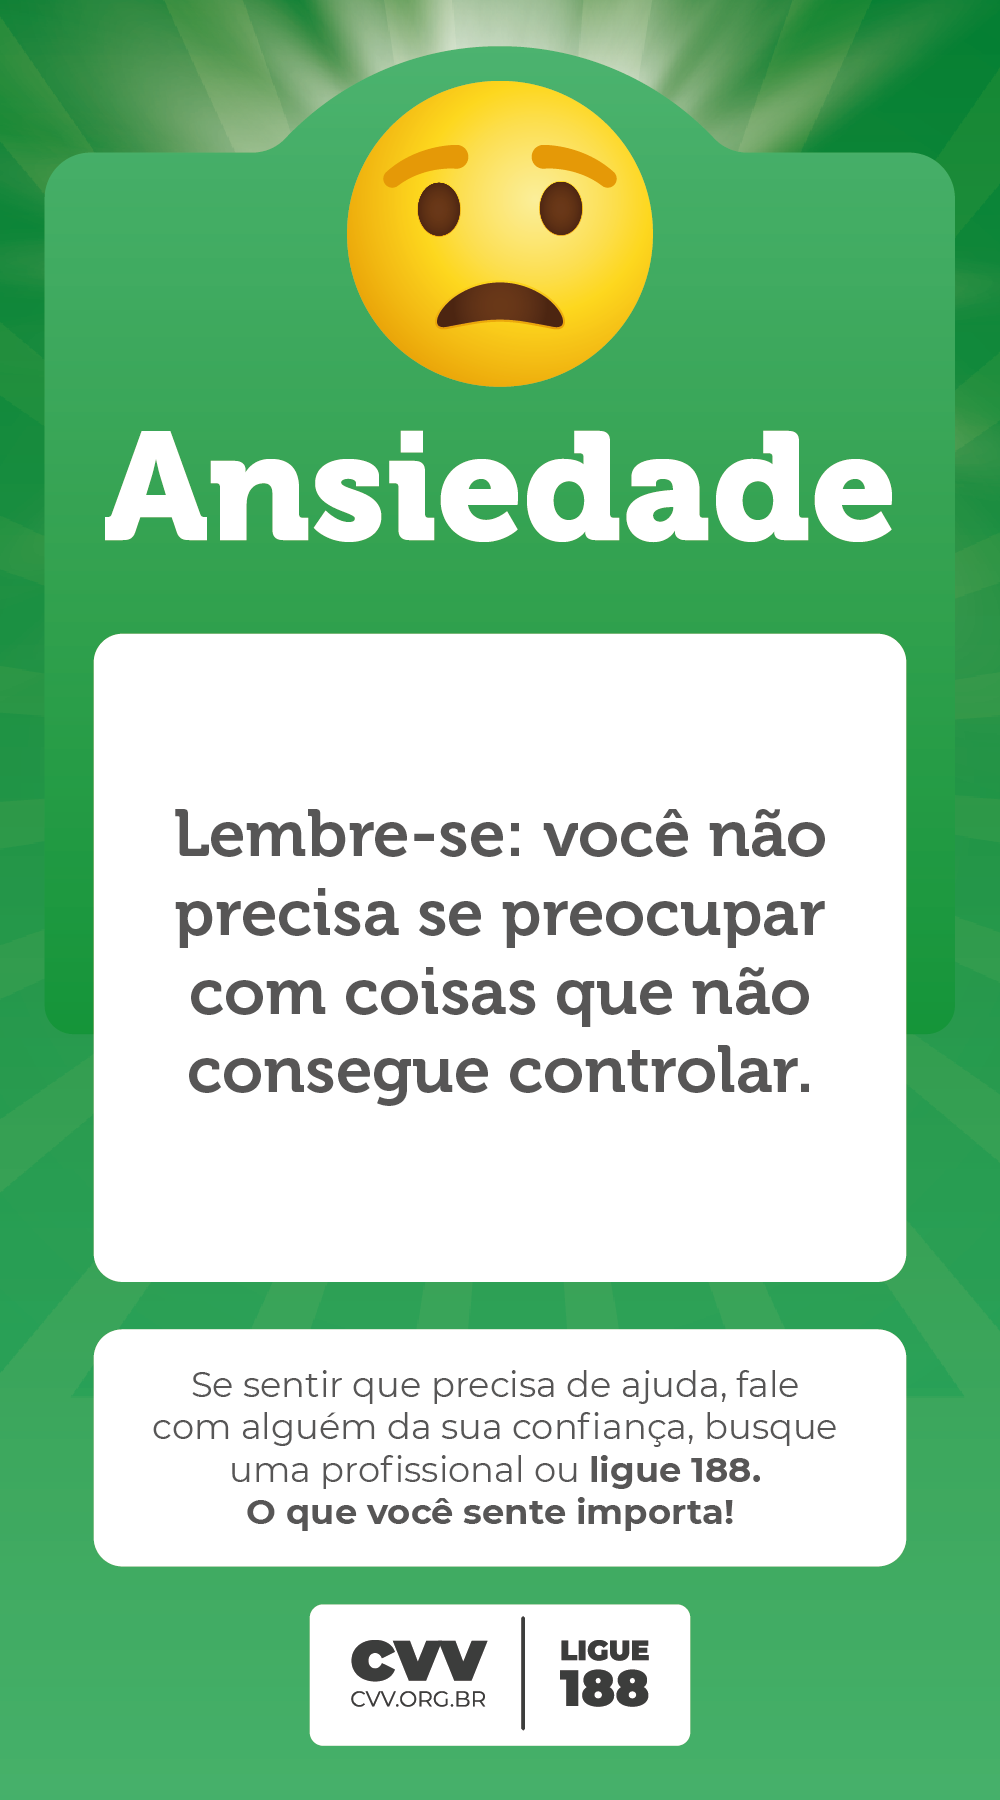 Ansiedade
Lembre-se: você não
precisa se preocupar
com coisas que não
consegue controlar.
Se sentir que precisa de ajuda, fale
com alguém da sua confiança, busque
uma profissional ou ligue 188.
O que você sente importa!
CVV
CVV.ORG.BR
LIGUE
188